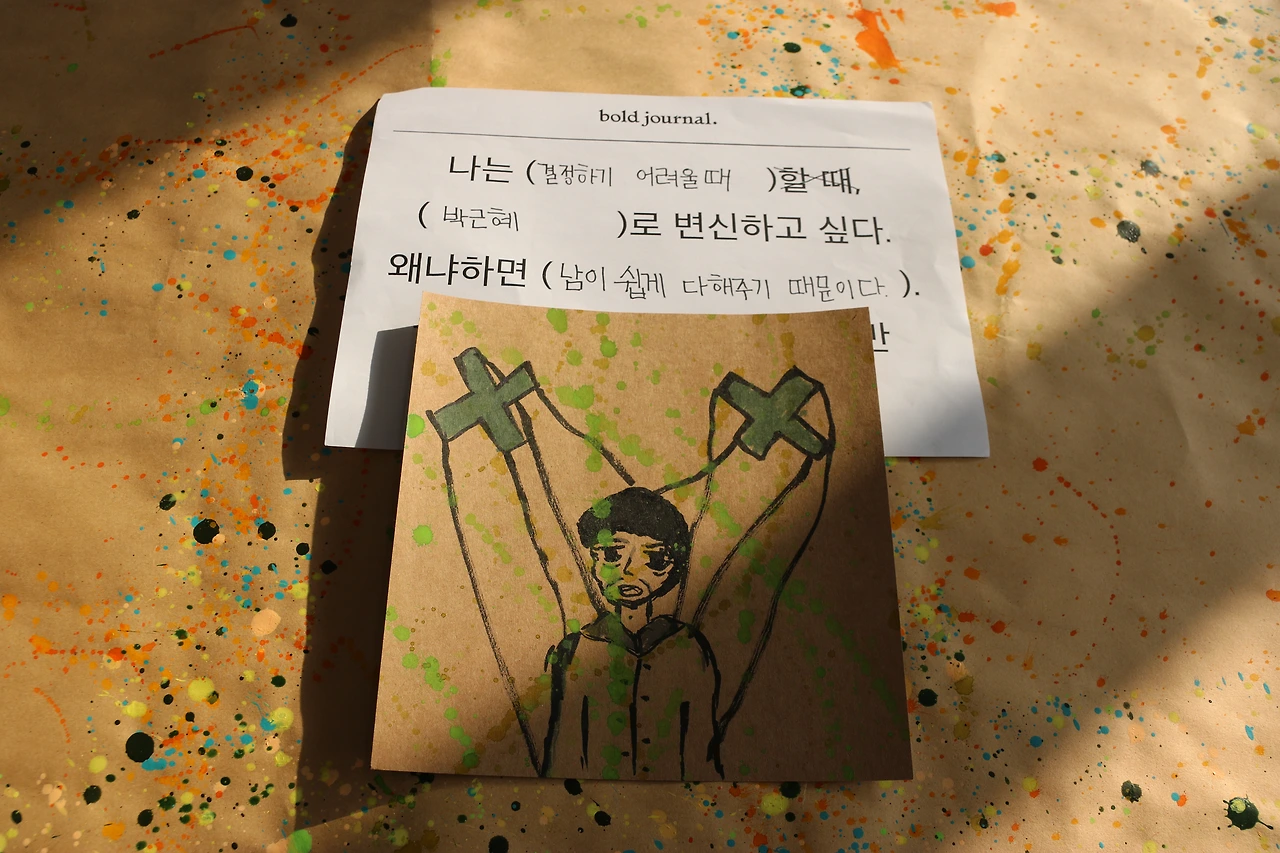 bold journal.
나는 (결정하기 어려울때 )할 때,
( 박근혜 )로 변신하고 싶다.
왜냐하면 (남이 쉽게 다해주기 때문이다. ).
만